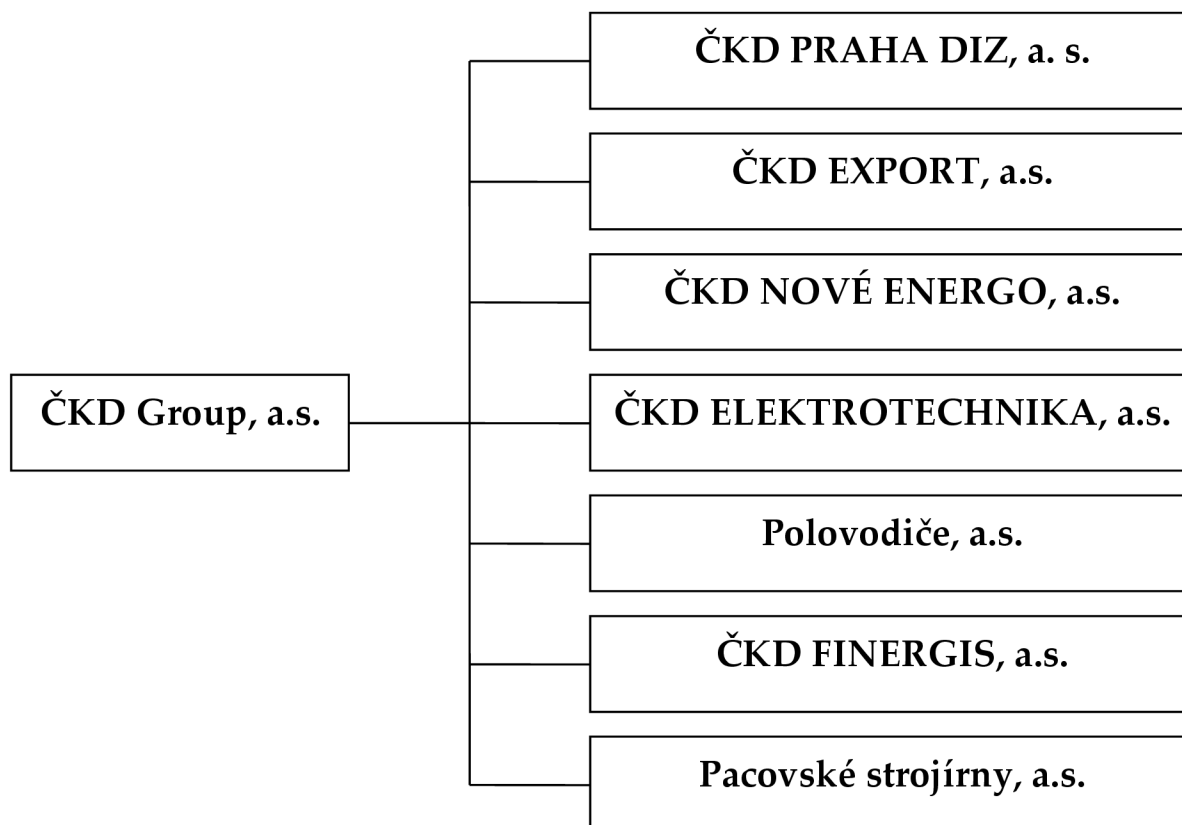 ČKD PRAHA DIZ, a. s.
ČKD EXPORT, a.s.
ČKD NOVÉ ENERGO, a.s.
ČKD Group, a.s.
ČKD ELEKTROTECHNIKA, a.s.
Polovodiče, a.s.
ČKD FINERGIS, a.s.
Pacovské strojírny, a.s.